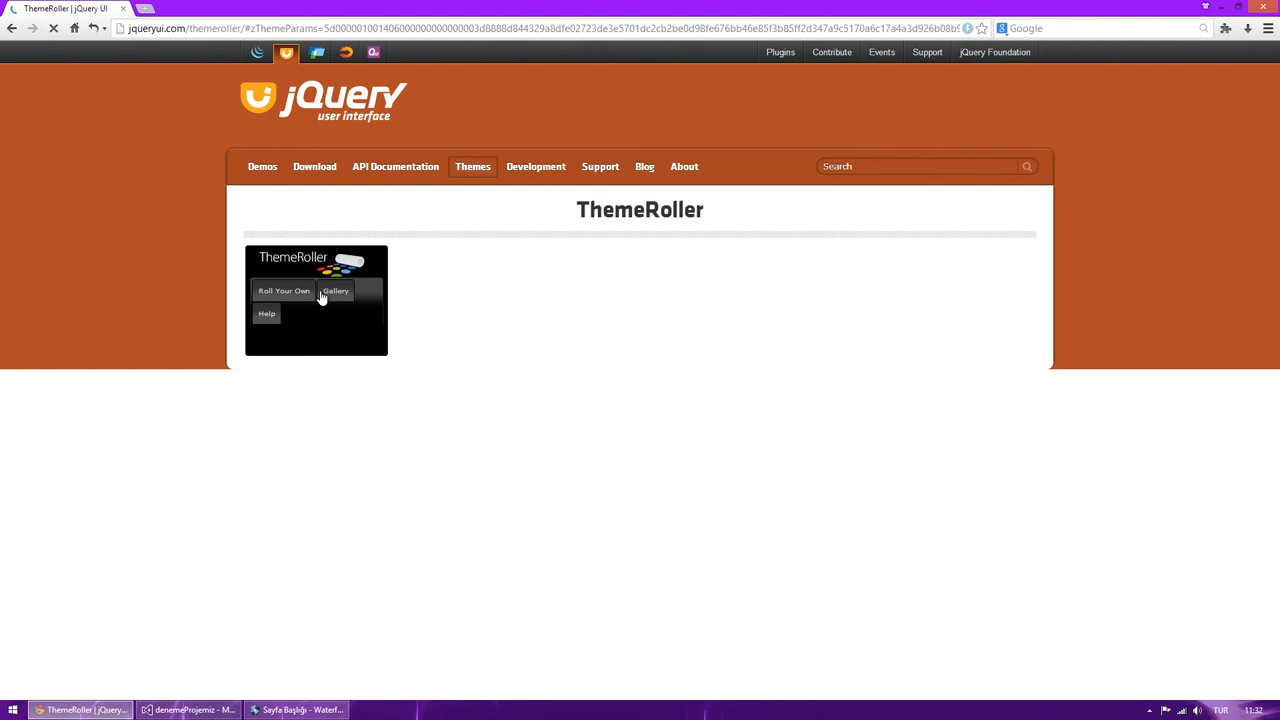 ThemeRoller | jQuery UI
jqueryui.com/themeroller/#zThemeParams=5d00000100140600000000000000003d8888d844329a8dfe02723de3e5701dc2cb2be0d98fe676bb46e85f3b85ff2d347a9c5170a6c17a4a3d926b08b9
Google
Plugins
Contribute
Events
Support
jQuery Foundation
jQuery
user interface
Demos
Download
API Documentation
Themes
Development
Support
Blog
About
Search
ThemeRoller
ThemeRoller
Roll Your Own
Gallery
Help
ThemeRoller | jQuery...
denemeProjemiz - M...
Sayfa Başlığı - Waterf...
TUR
11:32